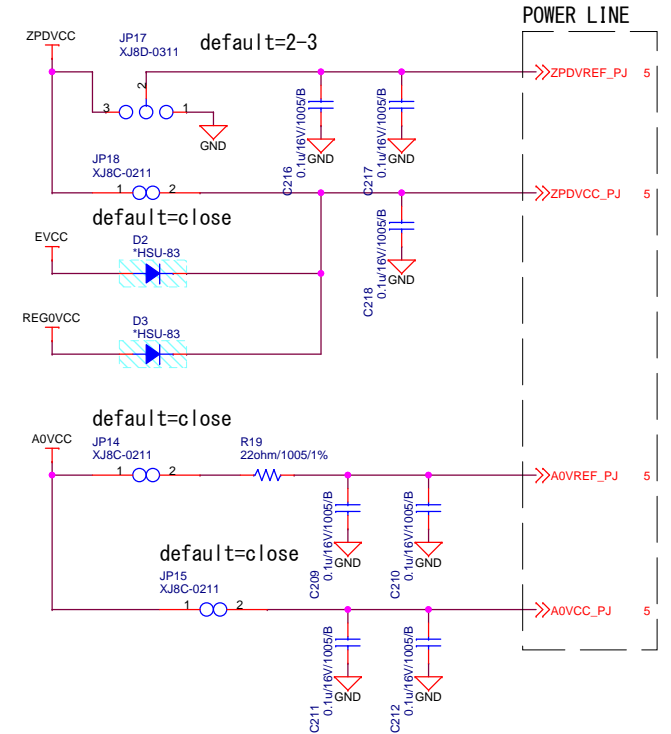 POWER LINE
ZPDVCC
JP17
XJ8D-0311
default=2-3
ZPDVREF_PJ 5
3
2
1
GND
C216
0.1u/16V/1005/B
GND
C217
0.1u/16V/1005/B
GND
JP18
XJ8C-0211
1 2
ZPDVCC_PJ 5
default=close
C218
0.1u/16V/1005/B
GND
EVCC
D2
*HSU-83
REG0VCC
D3
*HSU-83
default=close
A0VCC
JP14
XJ8C-0211
1 2
R19
22ohm/1005/1%
A0VREF_PJ 5
C209
0.1u/16V/1005/B
GND
C210
0.1u/16V/1005/B
GND
default=close
JP15
XJ8C-0211
1 2
A0VCC_PJ 5
C211
0.1u/16V/1005/B
GND
C212
0.1u/16V/1005/B
GND